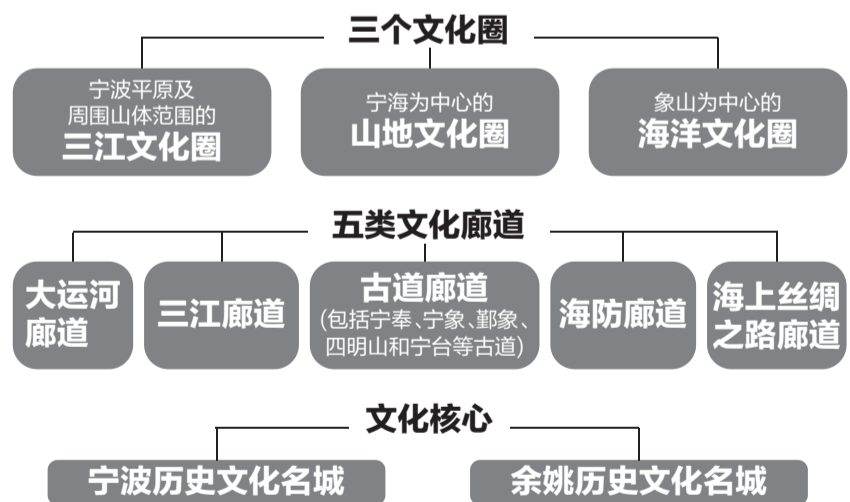 三个文化圈
宁波平原及
周围山体范围的
三江文化圈
宁海为中心的
山地文化圈
象山为中心的
海洋文化圈
五类文化廊道
大运河
廊道
三江廊道
古道廊道
(包括宁奉、宁象、鄞象、
四明山和宁台等古道)
海防廊道
海上丝绸
之路廊道
文化核心
宁波历史文化名城
余姚历史文化名城